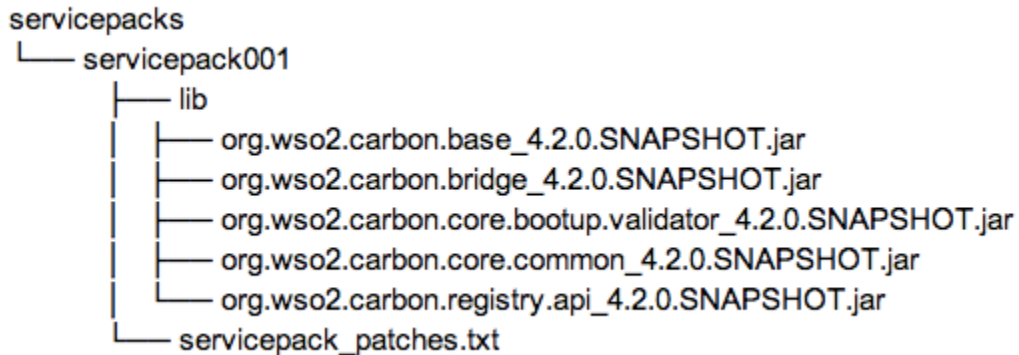 servicepacks
└── servicepack001
├── lib
│ ├── org.wso2.carbon.base_4.2.0.SNAPSHOT.jar
│ ├── org.wso2.carbon.bridge_4.2.0.SNAPSHOT.jar
│ ├── org.wso2.carbon.core.bootup.validator_4.2.0.SNAPSHOT.jar
│ ├── org.wso2.carbon.core.common_4.2.0.SNAPSHOT.jar
│ └── org.wso2.carbon.registry.api_4.2.0.SNAPSHOT.jar
└── servicepack_patches.txt